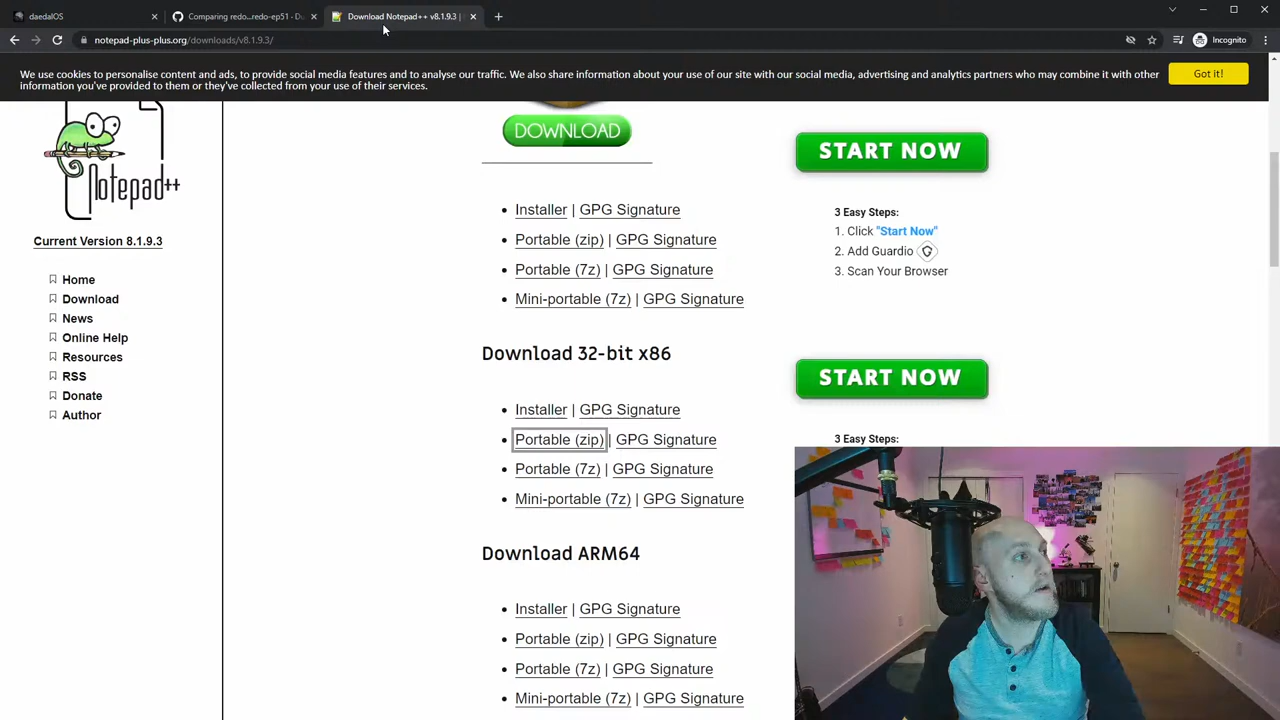 daedalOS
Comparing redo...redo-ep51 · Du
Download Notepad++ v8.1.9.3 |
notepad-plus-plus.org/downloads/v8.1.9.3/
Incognito
We use cookies to personalise content and ads, to provide social media features and to analyse our traffic. We also share information about your use of our site with our social media, advertising and analytics partners who may combine it with other
information you've provided to them or they've collected from your use of their services.
Got it!
Notepad++
Current Version 8.1.9.3
Home
Download
News
Online Help
Resources
RSS
Donate
Author
DOWNLOAD
Installer | GPG Signature
Portable (zip) | GPG Signature
Portable (7z) | GPG Signature
Mini-portable (7z) | GPG Signature
Download 32-bit x86
Installer | GPG Signature
Portable (zip) | GPG Signature
Portable (7z) | GPG Signature
Mini-portable (7z) | GPG Signature
Download ARM64
Installer | GPG Signature
Portable (zip) | GPG Signature
Portable (7z) | GPG Signature
Mini-portable (7z) | GPG Signature
START NOW
3 Easy Steps:
1. Click "Start Now"
2. Add Guardio
3. Scan Your Browser
START NOW
3 Easy Steps: